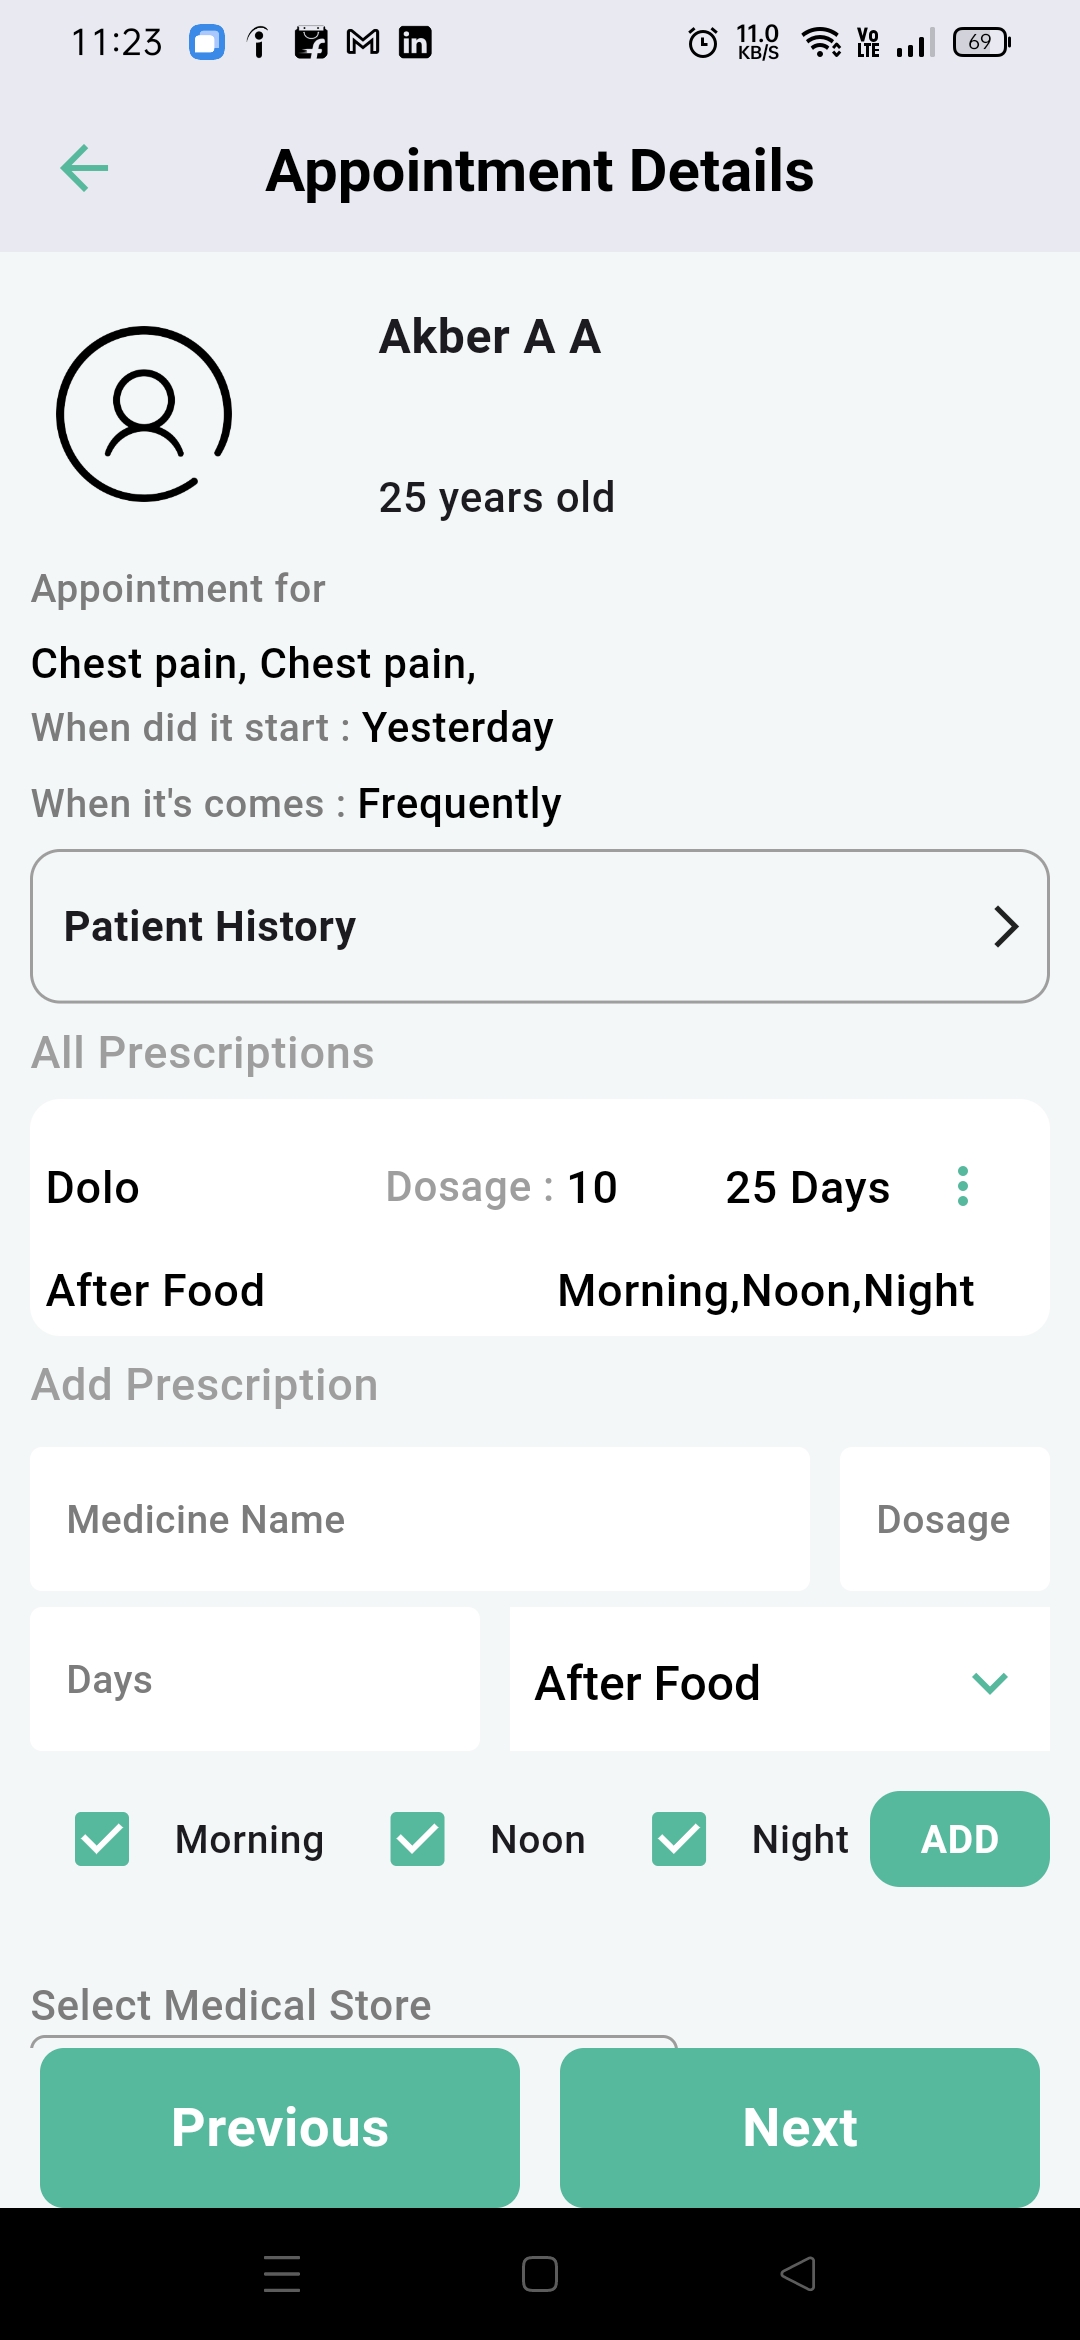 11:23 11.0 KB/S Vo LTE 69
Appointment Details
Akber A A
25 years old
Appointment for
Chest pain, Chest pain,
When did it start : Yesterday
When it's comes : Frequently
Patient History
All Prescriptions
Dolo Dosage : 10 25 Days
After Food Morning,Noon,Night
Add Prescription
Medicine Name Dosage
Days After Food
Morning Noon Night ADD
Select Medical Store
Previous Next